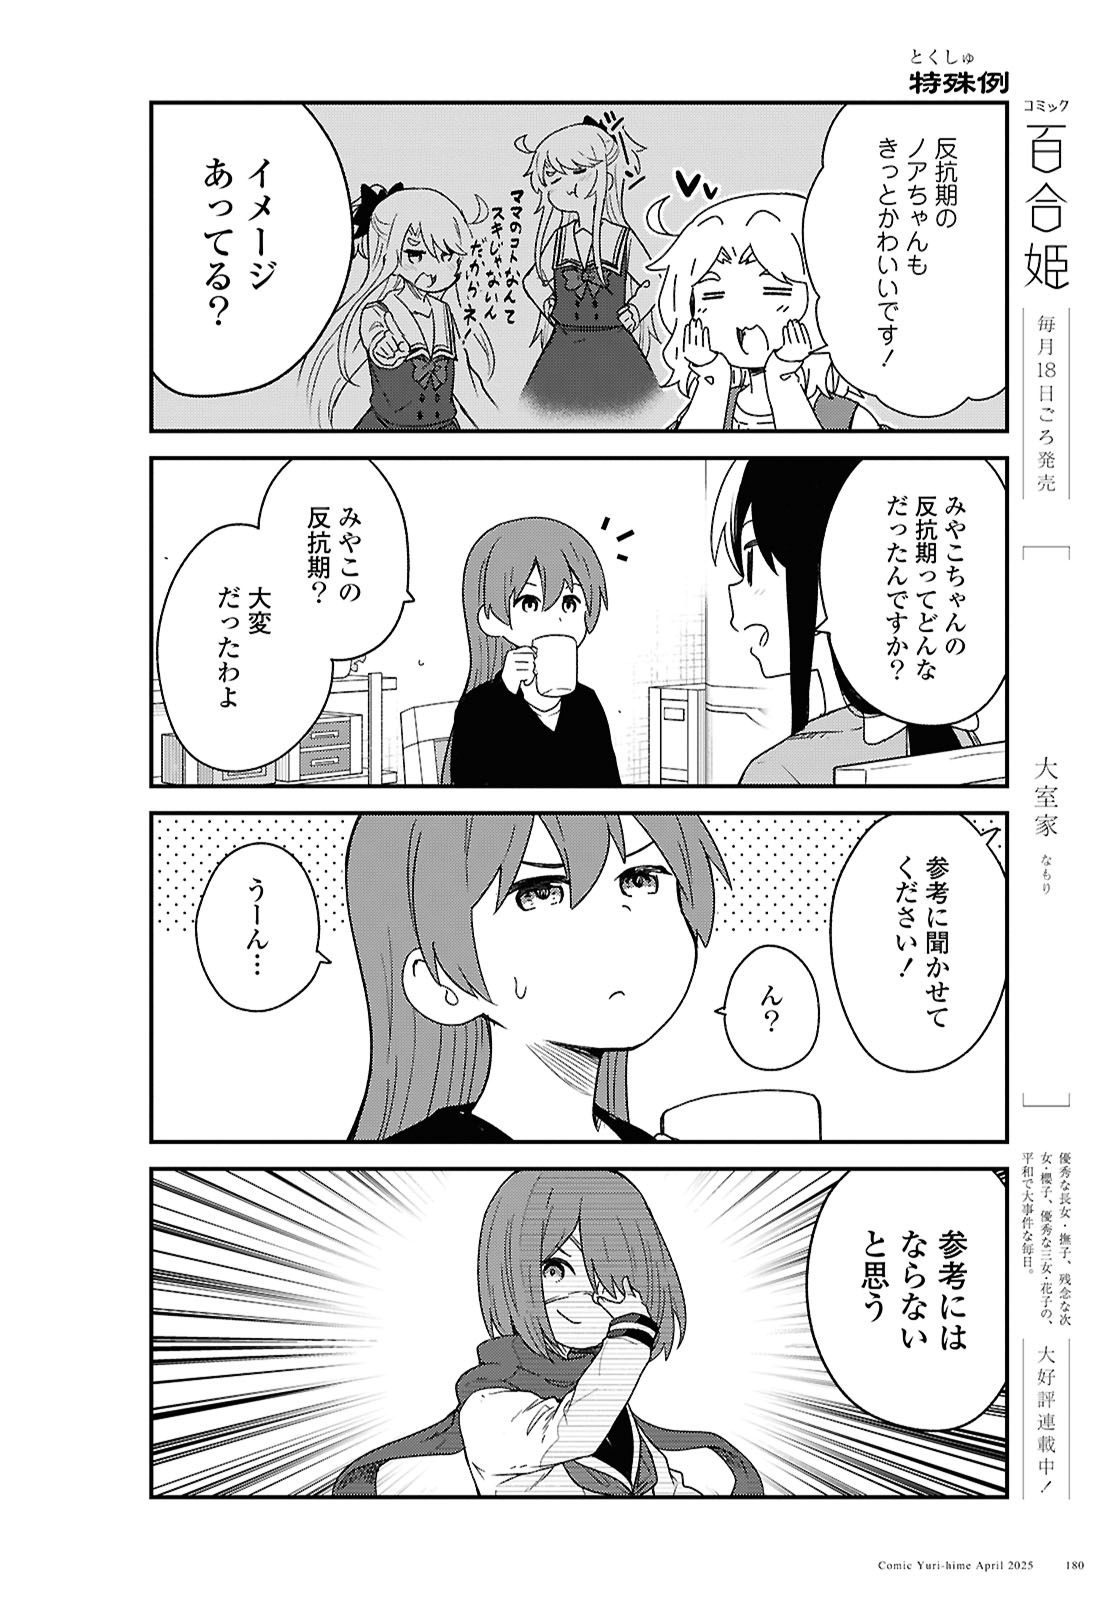 とくしゅ
特殊例
反抗期の
ノアちゃんも
きっとかわいいです!
ママのコトなんて
スキじゃないん
だからネ!
イメージ
あってる?
みやこちゃんの
反抗期ってどんな
だったんですか?
みやこの
反抗期?
大変
だったわよ
参考に聞かせて
ください!
ん?
うーん…
参考には
ならない
と思う
コミック
百合姫
毎月18日ごろ発売
大室家
なもり
優秀な長女・撫子、残念な次
女・櫻子、優秀な三女・花子の、
平和で大事件な毎日。
大好評連載中!
Comic Yuri-hime April 2025
180